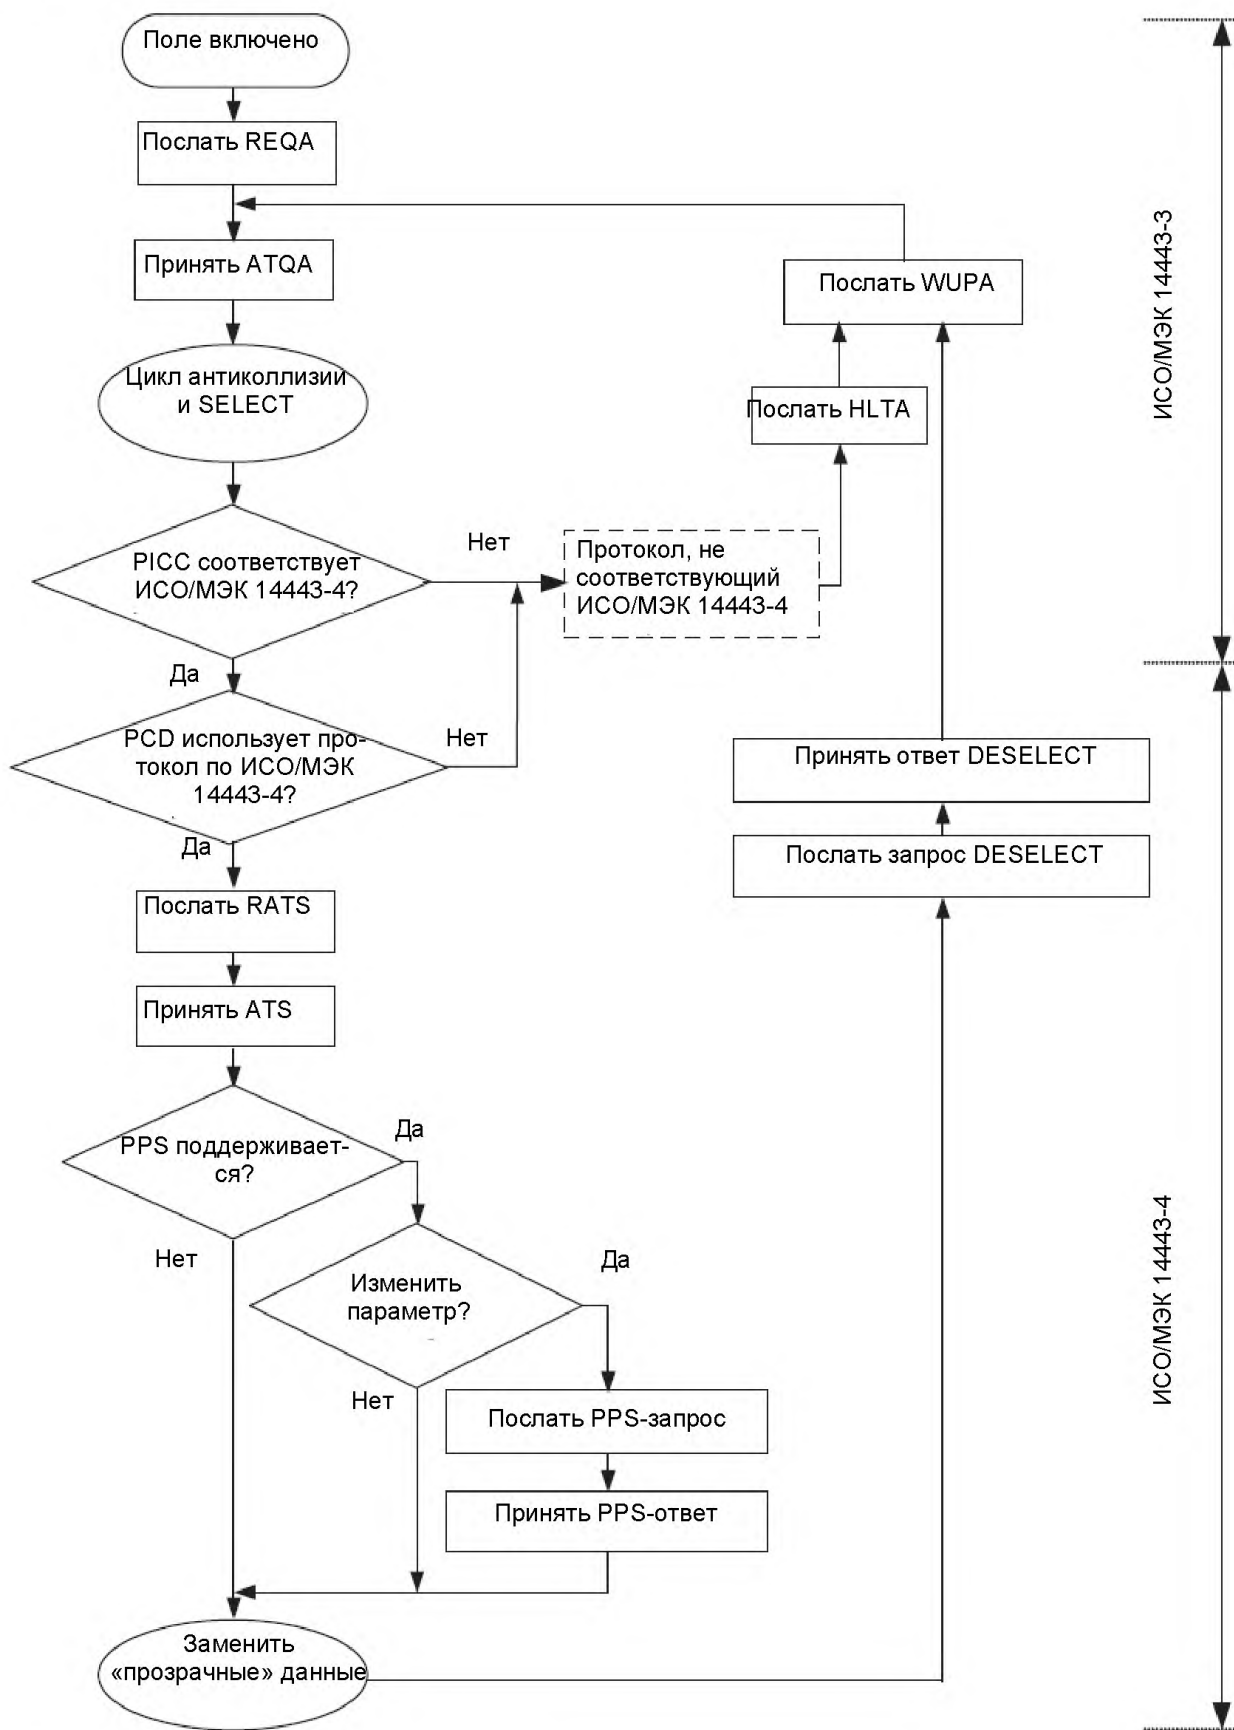 Поле включено
Послать REQA
Принять ATQA
Послать WUPA
Цикл антиколлизии
и SELECT
Послать HLTA
ИСО/МЭК 14443-3
PICC соответствует
ИСО/МЭК 14443-4?
Нет
Протокол, не
соответствующий
ИСО/МЭК 14443-4
Да
PCD использует про-
токол по ИСО/МЭК
14443-4?
Нет
Да
Принять ответ DESELECT
Послать запрос DESELECT
Послать RATS
Принять ATS
PPS поддерживает-
ся?
Да
Нет
Изменить
параметр?
Да
Нет
Послать PPS-запрос
Принять PPS-ответ
ИСО/МЭК 14443-4
Заменить
«прозрачные» данные